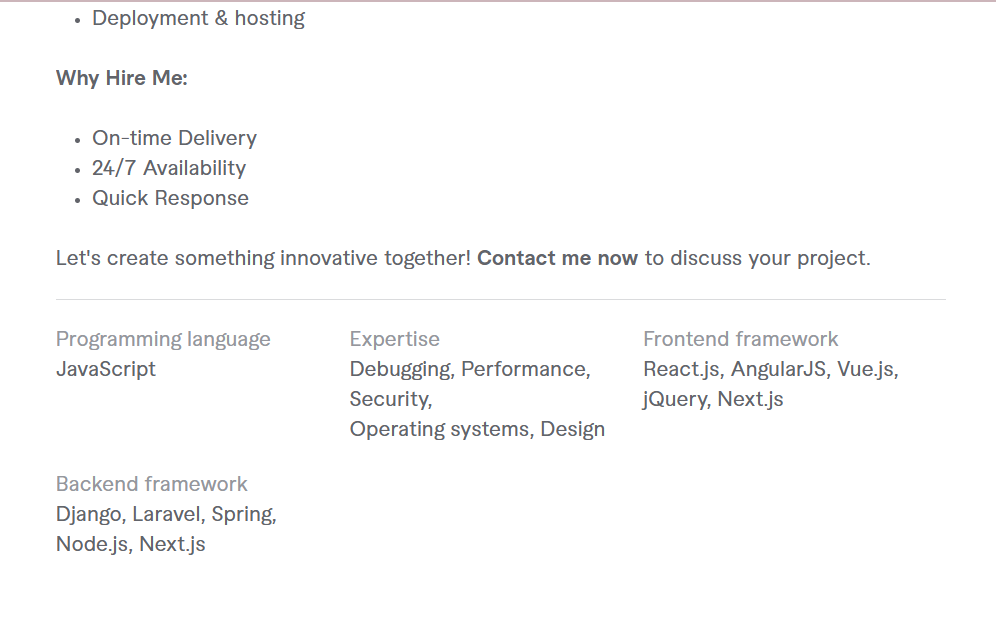 • Deployment & hosting
Why Hire Me:
• On-time Delivery
• 24/7 Availability
• Quick Response
Let's create something innovative together! Contact me now to discuss your project.
Programming language
JavaScript
Expertise
Debugging, Performance,
Security,
Operating systems, Design
Frontend framework
React.js, AngularJS, Vue.js,
jQuery, Next.js
Backend framework
Django, Laravel, Spring,
Node.js, Next.js